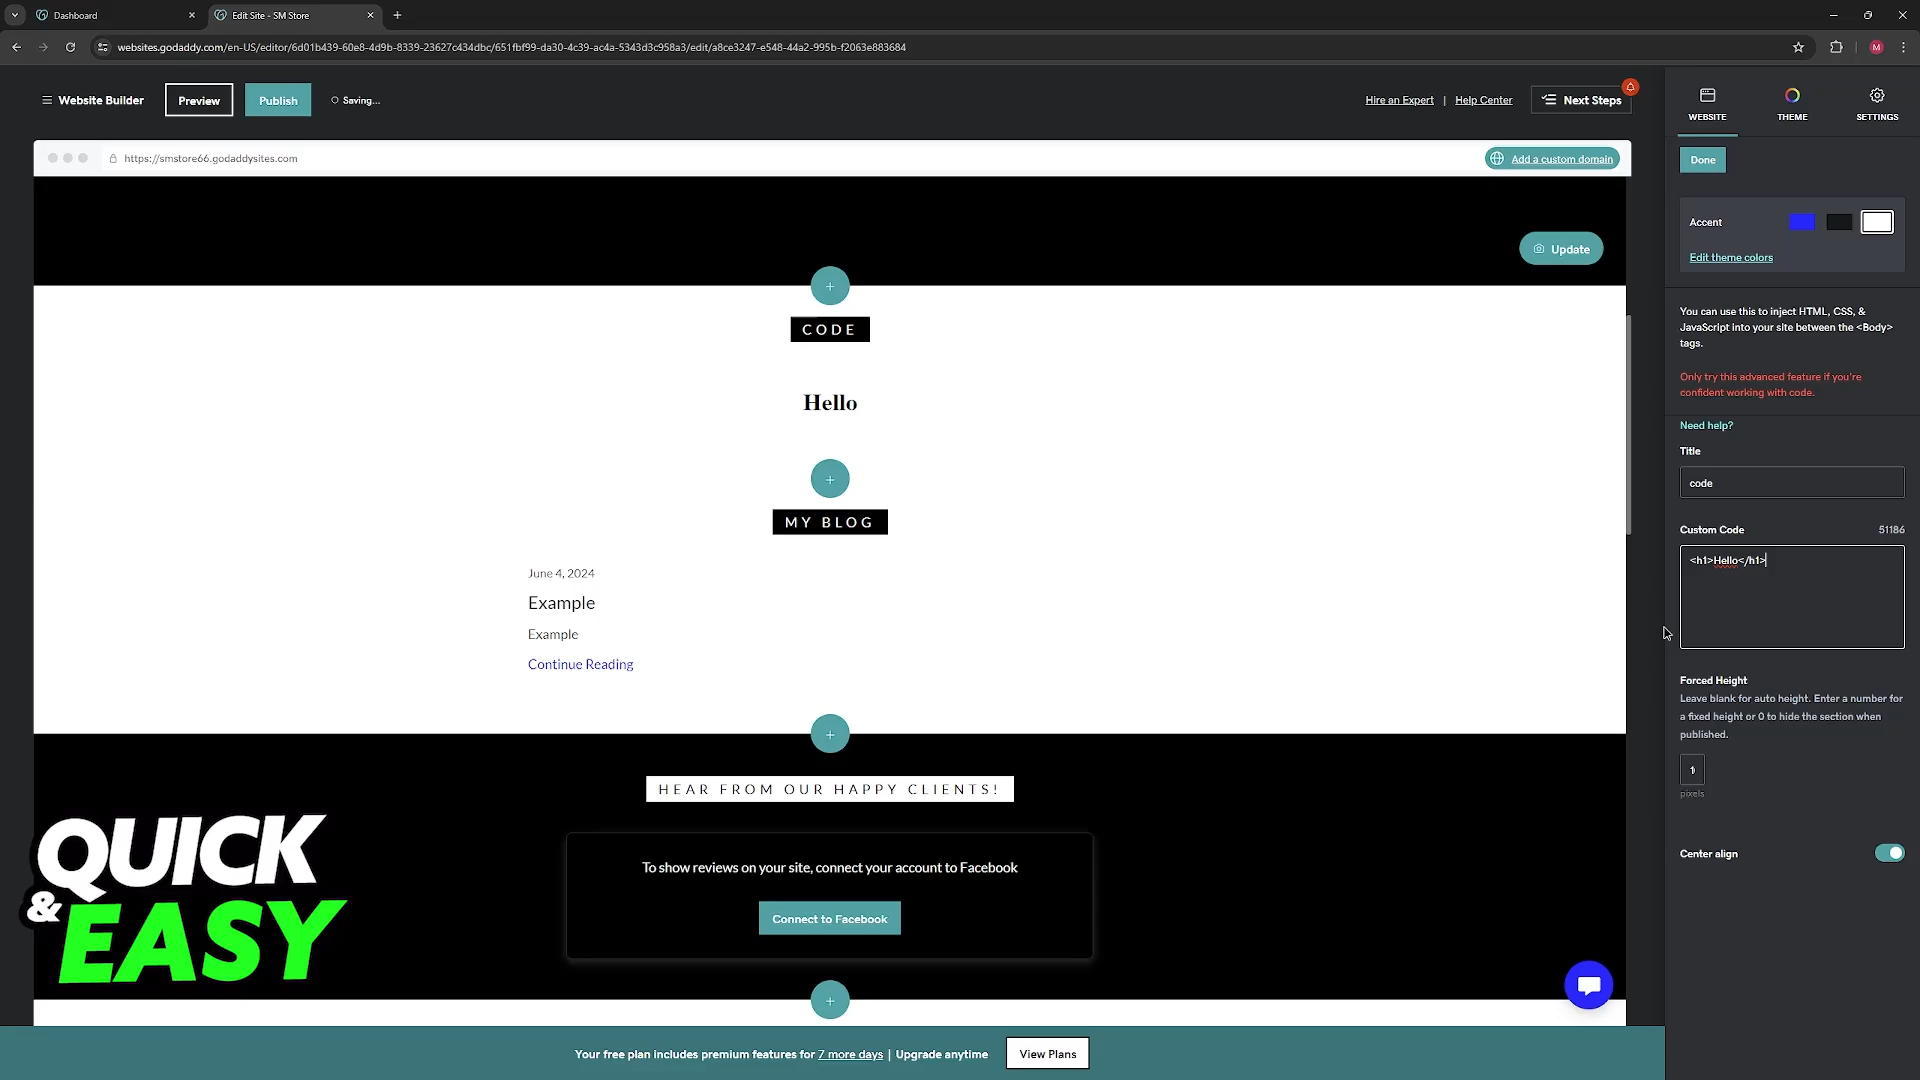 Dashboard
Edit Site - SM Store
websites.godaddy.com/en-US/editor/6d01b439-60e8-4d9b-8339-23627c434dbc/651fbf99-da30-4c39-ac4a-5343d3c958a3/edit/a8ce3247-e548-44a2-995b-f2063e883684
M
Website Builder
Preview
Publish
Saving...
Hire an Expert | Help Center
Next Steps
WEBSITE
THEME
SETTINGS
https://smstore66.godaddysites.com
Add a custom domain
Done
Accent
Edit theme colors
Update
CODE
Hello
MY BLOG
June 4, 2024
Example
Example
Continue Reading
HEAR FROM OUR HAPPY CLIENTS!
To show reviews on your site, connect your account to Facebook
Connect to Facebook
You can use this to inject HTML, CSS, &
JavaScript into your site between the <Body>
tags.
Only try this advanced feature if you're
confident working with code.
Need help?
Title
code
Custom Code
51186
<h1>Hello</h1>
Forced Height
Leave blank for auto height. Enter a number for
a fixed height or 0 to hide the section when
published.
pixels
Center align
QUICK
& EASY
Your free plan includes premium features for 7 more days | Upgrade anytime
View Plans